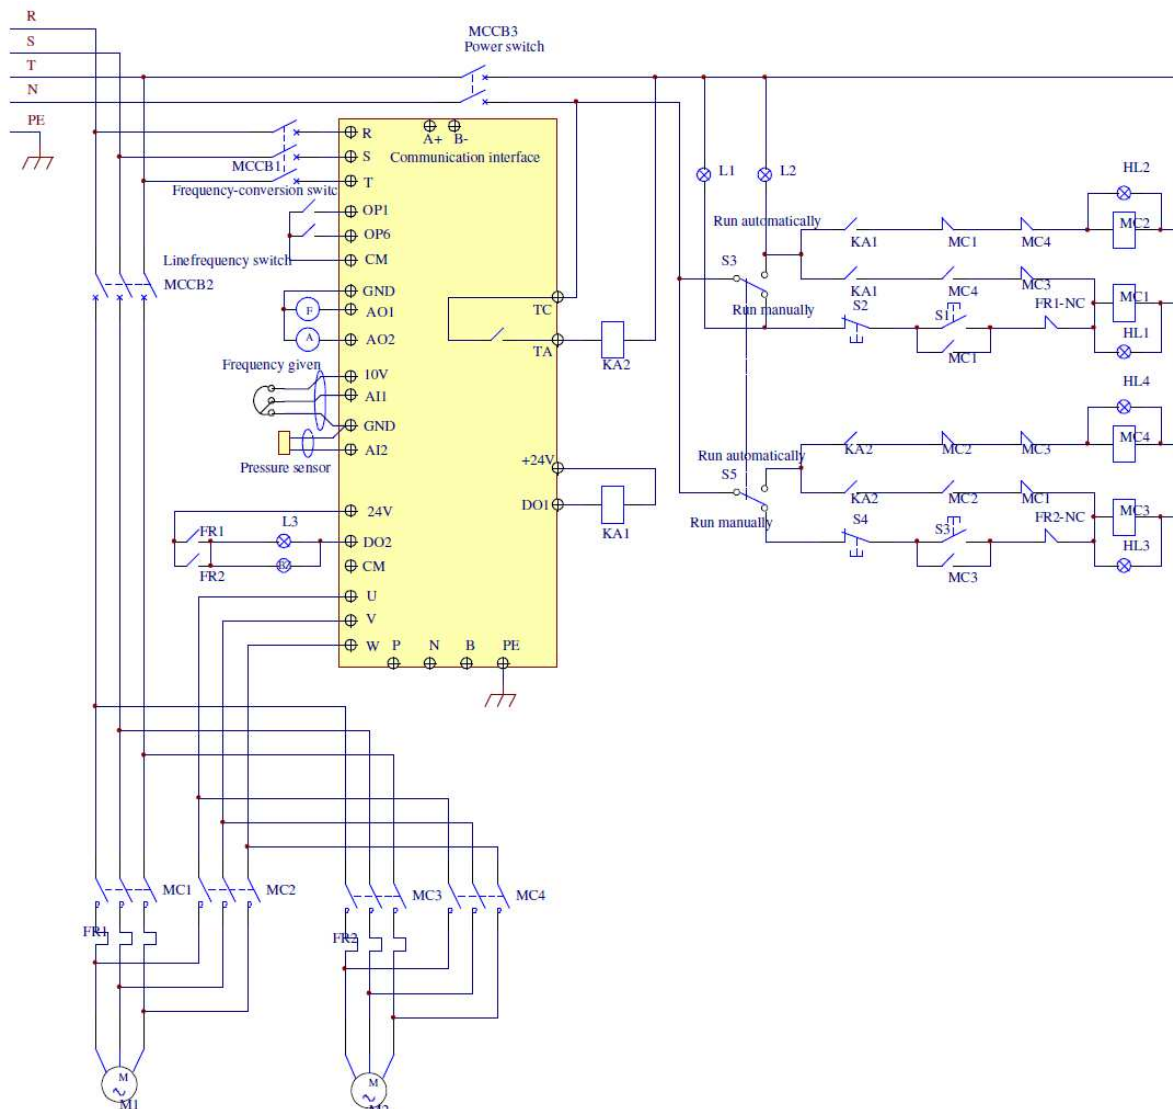 R
S
T
N
PE
MCCB3
Power switch
A+ B-
Communication interface
R
S
T
MCCB1
Frequency-conversion switc
OP1
OP6
CM
Linefrequency switch
MCCB2
GND
AO1
F
AO2
A
Frequency given
10V
AI1
GND
AI2
Pressure sensor
TC
TA
KA2
+24V
DO1
KA1
24V
FR1
L3
DO2
FR2
CM
U
V
W
P N B PE
L1
L2
HL2
Run automatically
MC2
KA1
MC1
MC4
S3
KA1
MC4
MC3
MC1
Run manually
S2
S1
FR1-NC
MC1
HL1
HL4
MC4
KA2
MC2
MC3
Run automatically
S5
KA2
MC2
MC1
MC3
Run manually
S4
S3
FR2-NC
MC3
HL3
MC1
MC2
MC3
MC4
FR1
FR2
M
M1
M